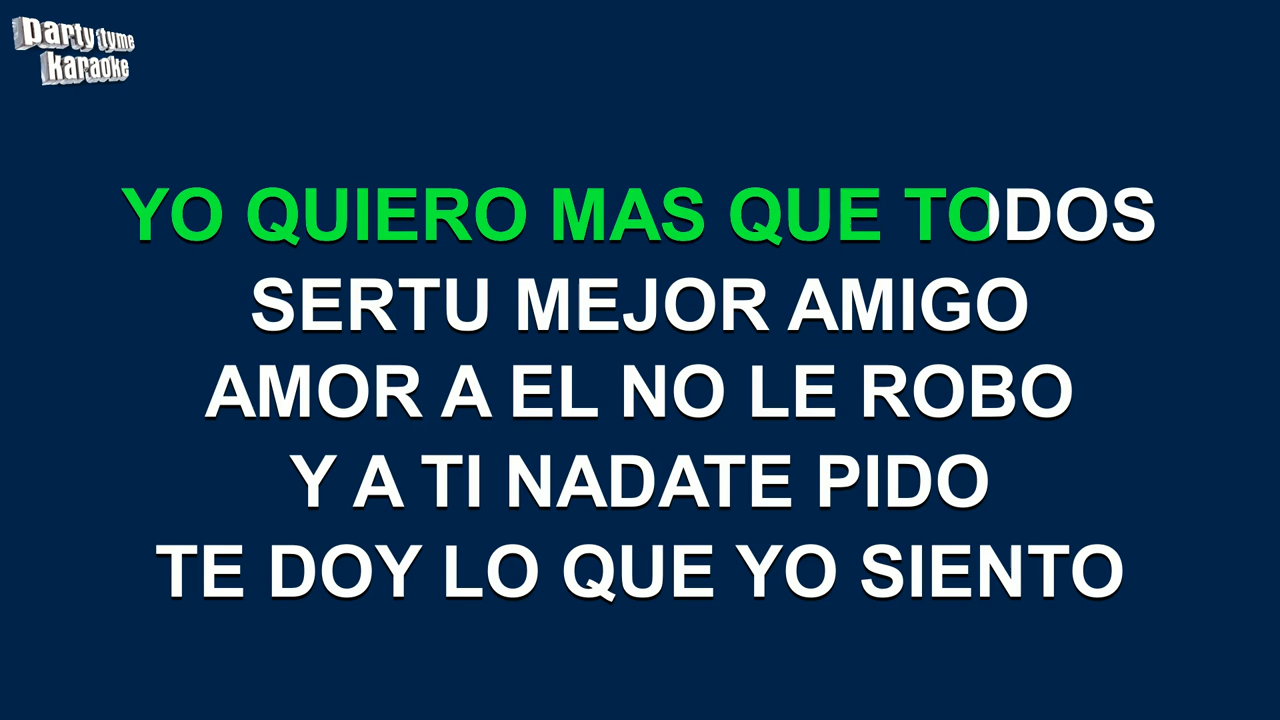 party tyme
karaoke
YO QUIERO MAS QUE TODOS
SERTU MEJOR AMIGO
AMOR A EL NO LE ROBO
Y A TI NADATE PIDO
TE DOY LO QUE YO SIENTO